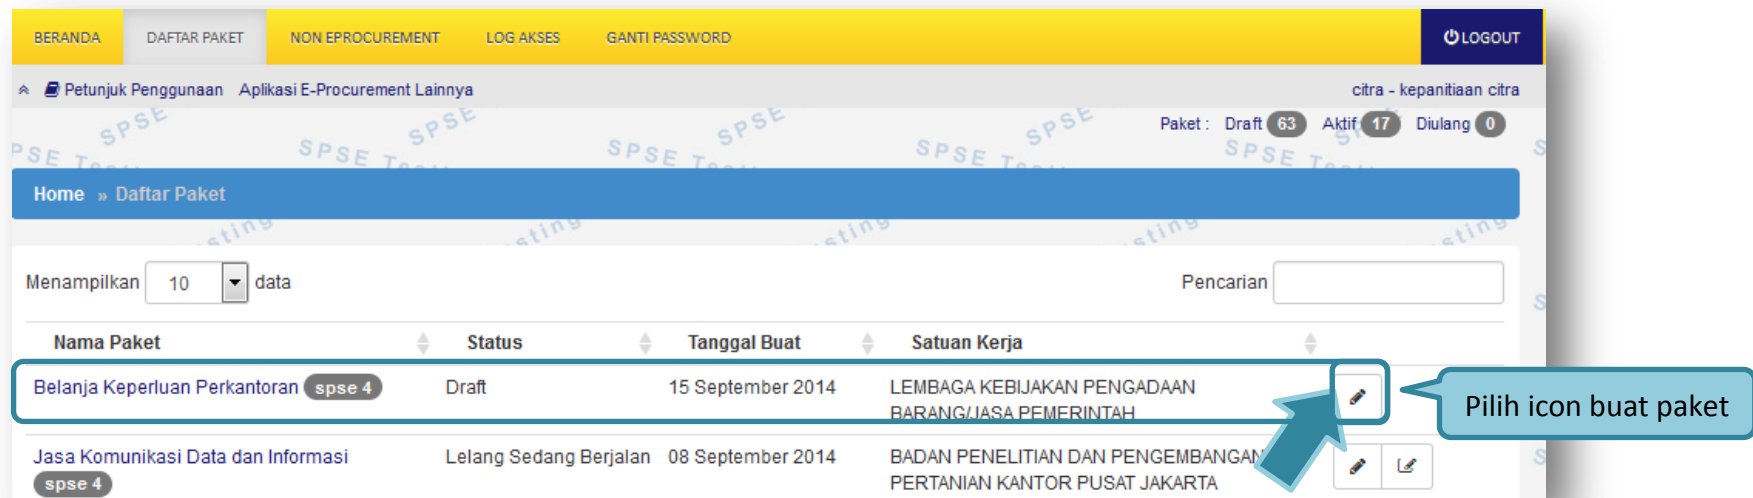 BERANDA DAFTAR PAKET NON EPROCUREMENT LOG AKSES GANTI PASSWORD LOGOUT
Petunjuk Penggunaan Aplikasi E-Procurement Lainnya citra - kepanitiaan citra
Paket : Draft 63 Aktif 17 Diulang 0
Home » Daftar Paket
Menampilkan 10 data Pencarian
Nama Paket Status Tanggal Buat Satuan Kerja
Belanja Keperluan Perkantoran spse 4 Draft 15 September 2014 LEMBAGA KEBIJAKAN PENGADAAN
BARANG/JASA PEMERINTAH
Pilih icon buat paket
Jasa Komunikasi Data dan Informasi Lelang Sedang Berjalan 08 September 2014 BADAN PENELITIAN DAN PENGEMBANGAN
spse 4 PERTANIAN KANTOR PUSAT JAKARTA